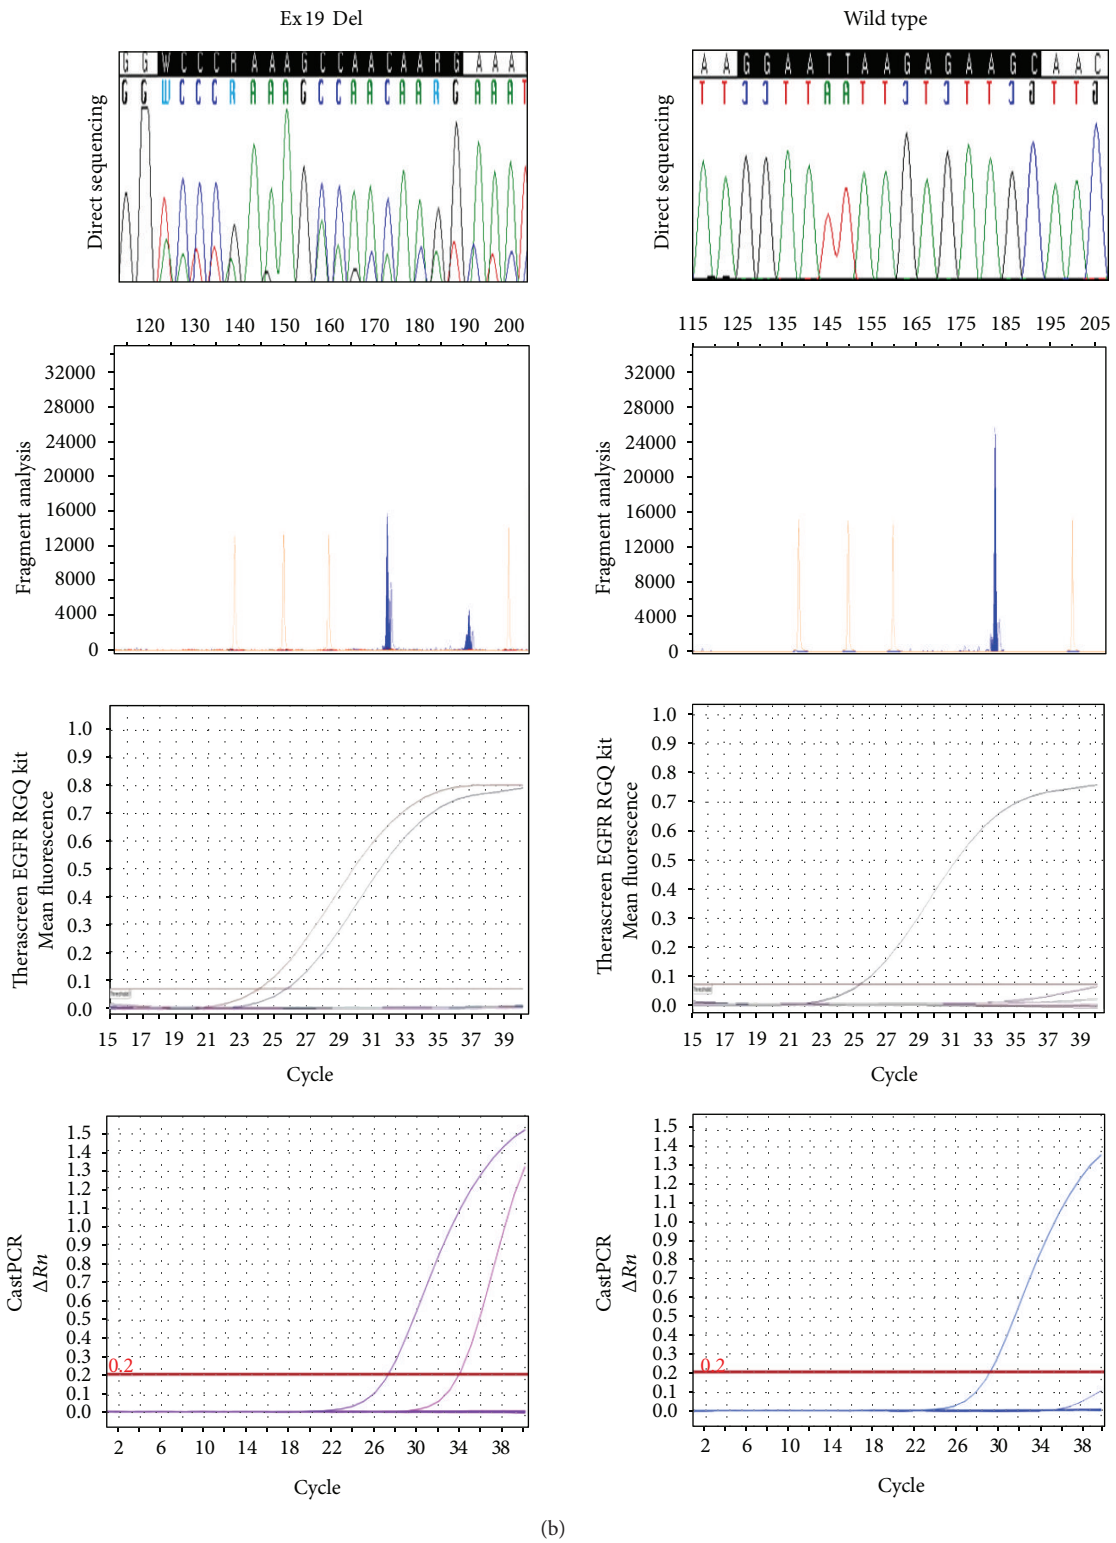 Ex19 Del
Wild type
Direct sequencing
G G W C C C R A A A G C C A A C A A R G A A A
G G W C C C R A A A G C C A A C A A R G A A A T
Direct sequencing
A A G G A A T T A A G A G A A G C A A C
120 130 140 150 160 170 190 200
115 125 135 145 155 165 175 185 195 205
Fragment analysis
32000
28000
24000
20000
16000
12000
8000
4000
0
Fragment analysis
32000
28000
24000
20000
16000
12000
8000
4000
0
Therascreen EGFR RGQ kit
Mean fluorescence
1.0
0.9
0.8
0.7
0.6
0.5
0.4
0.3
0.2
0.1
0.0
Threshold
15 17 19 21 23 25 27 29 31 33 35 37 39
Cycle
Therascreen EGFR RGQ kit
Mean fluorescence
1.0
0.9
0.8
0.7
0.6
0.5
0.4
0.3
0.2
0.1
0.0
Threshold
15 17 19 21 23 25 27 29 31 33 35 37 39
Cycle
CastPCR
ΔRn
1.5
1.4
1.3
1.2
1.1
1.0
0.9
0.8
0.7
0.6
0.5
0.4
0.3
0.2
0.1
0.0
0.2
2 6 10 14 18 22 26 30 34 38
Cycle
CastPCR
ΔRn
1.5
1.4
1.3
1.2
1.1
1.0
0.9
0.8
0.7
0.6
0.5
0.4
0.3
0.2
0.1
0.0
0.2
2 6 10 14 18 22 26 30 34 38
Cycle
(b)